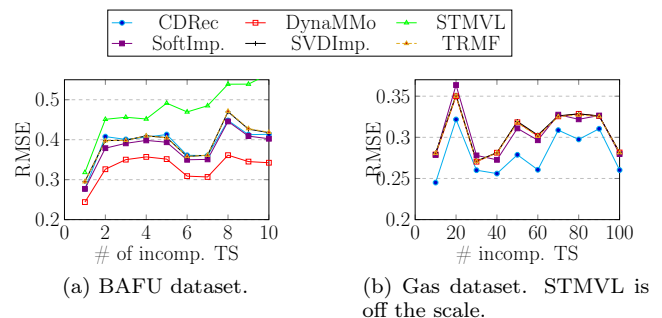 CDRec DynaMMo STMVL
SoftImp. SVDImp. TRMF
RMSE
0.5
0.4
0.3
0.2
0 2 4 6 8 10
# of incomp. TS
(a) BAFU dataset.
RMSE
0.35
0.3
0.25
0.2
0 20 40 60 80 100
# incomp. TS
(b) Gas dataset. STMVL is
off the scale.